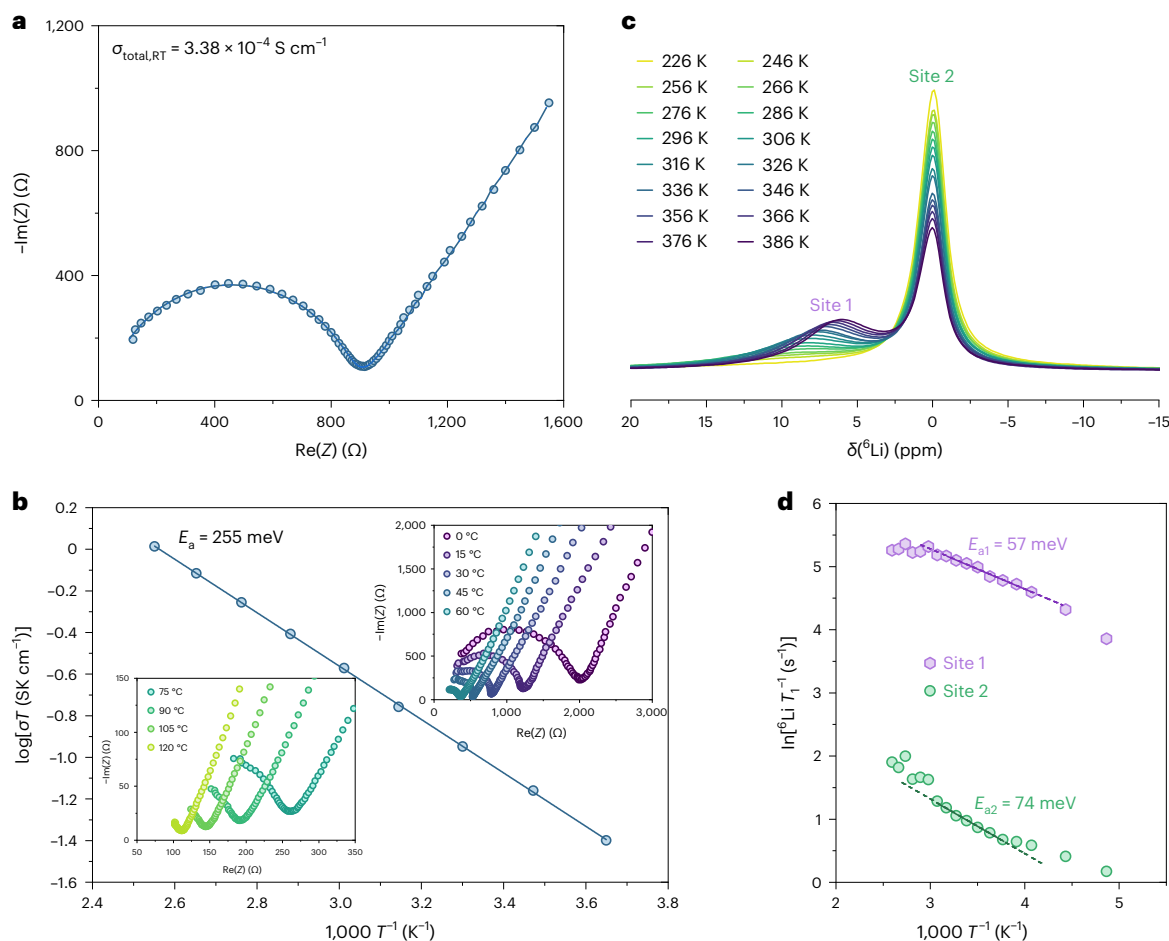 a
σtotal,RT = 3.38 × 10⁻⁴ S cm⁻¹
1,200
800
400
0
0
400
800
1,200
1,600
–Im(Z) (Ω)
Re(Z) (Ω)
c
226 K
246 K
256 K
266 K
276 K
286 K
296 K
306 K
316 K
326 K
336 K
346 K
356 K
366 K
376 K
386 K
Site 2
Site 1
20
15
10
5
0
–5
–10
–15
δ(⁶Li) (ppm)
b
Eₐ = 255 meV
0.2
0
–0.2
–0.4
–0.6
–0.8
–1.0
–1.2
–1.4
–1.6
2.4
2.6
2.8
3.0
3.2
3.4
3.6
3.8
log[σT (SK cm⁻¹)]
1,000 T⁻¹ (K⁻¹)
2,000
1,500
1,000
500
0
0
1,000
2,000
3,000
–Im(Z) (Ω)
Re(Z) (Ω)
0 °C
15 °C
30 °C
45 °C
60 °C
150
100
50
25
0
50
100
150
200
250
300
350
–Im(Z) (Ω)
Re(Z) (Ω)
75 °C
90 °C
105 °C
120 °C
d
6
5
4
3
2
1
0
2
3
4
5
ln[⁶Li T₁⁻¹ (s⁻¹)]
1,000 T⁻¹ (K⁻¹)
Eₐ₁ = 57 meV
Site 1
Site 2
Eₐ₂ = 74 meV